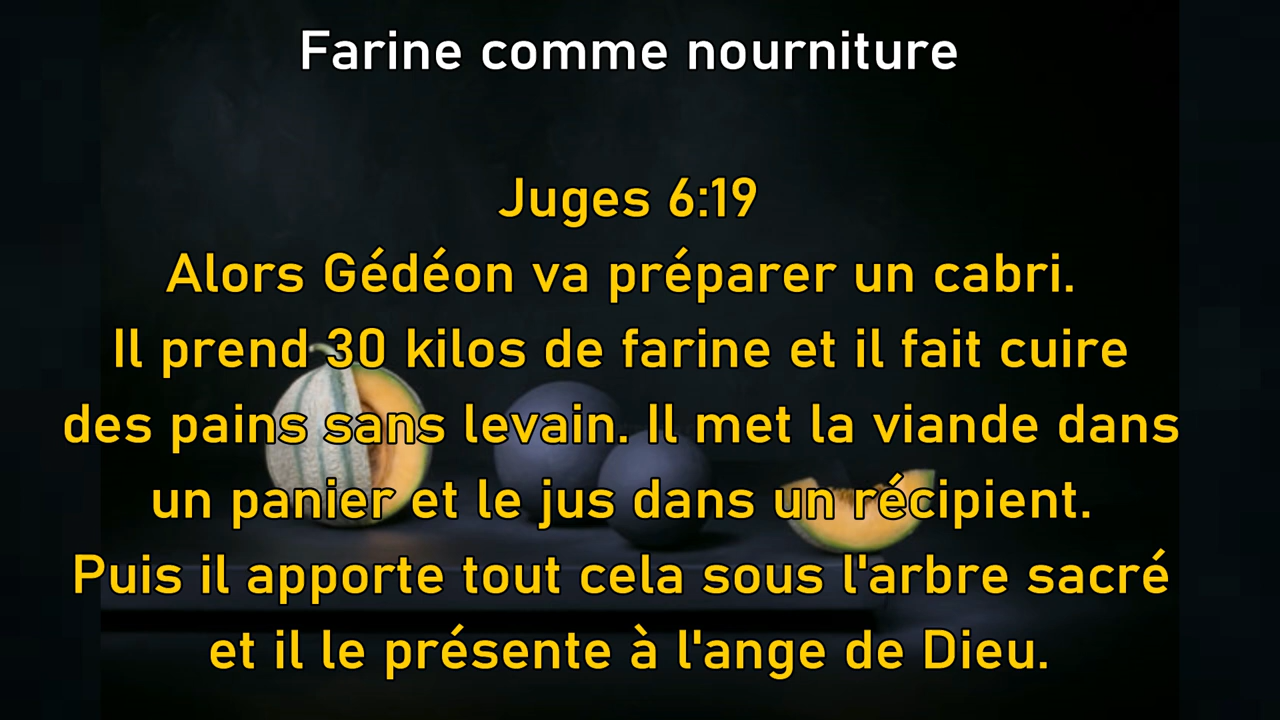 Farine comme nourniture
Juges 6:19
Alors Gédéon va préparer un cabri.
Il prend 30 kilos de farine et il fait cuire
des pains sans levain. Il met la viande dans
un panier et le jus dans un récipient.
Puis il apporte tout cela sous l'arbre sacré
et il le présente à l'ange de Dieu.